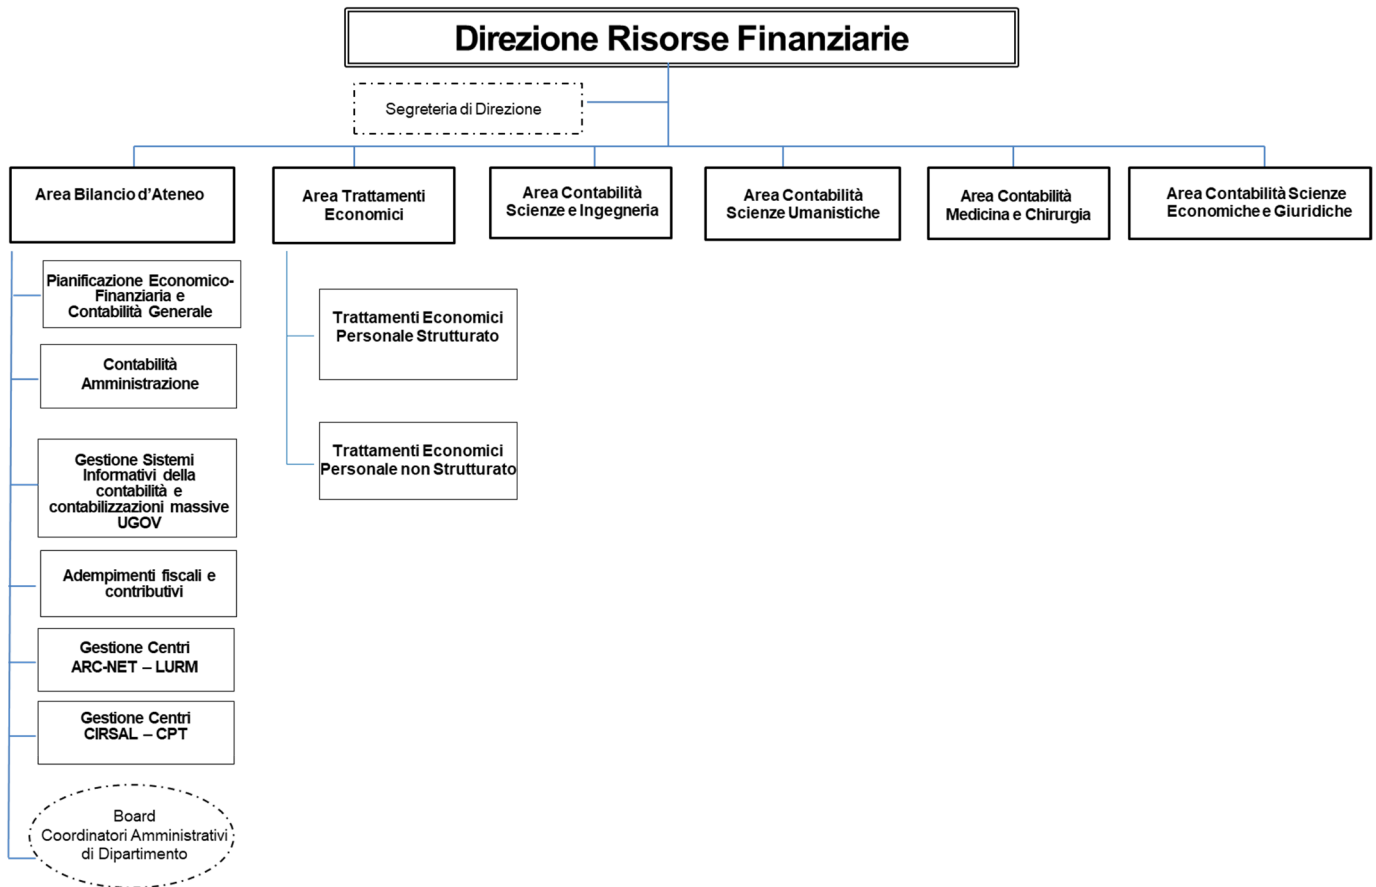 Direzione Risorse Finanziarie
Segreteria di Direzione
Area Bilancio d'Ateneo
Area Trattamenti
Economici
Area Contabilità
Scienze e Ingegneria
Area Contabilità
Scienze Umanistiche
Area Contabilità
Medicina e Chirurgia
Area Contabilità Scienze
Economiche e Giuridiche
Pianificazione Economico-
Finanziaria e
Contabilità Generale
Contabilità
Amministrazione
Gestione Sistemi
Informativi della
contabilità e
contabilizzazioni massive
UGOV
Adempimenti fiscali e
contributivi
Gestione Centri
ARC-NET – LURM
Gestione Centri
CIRSAL – CPT
Board
Coordinatori Amministrativi
di Dipartimento
Trattamenti Economici
Personale Strutturato
Trattamenti Economici
Personale non Strutturato